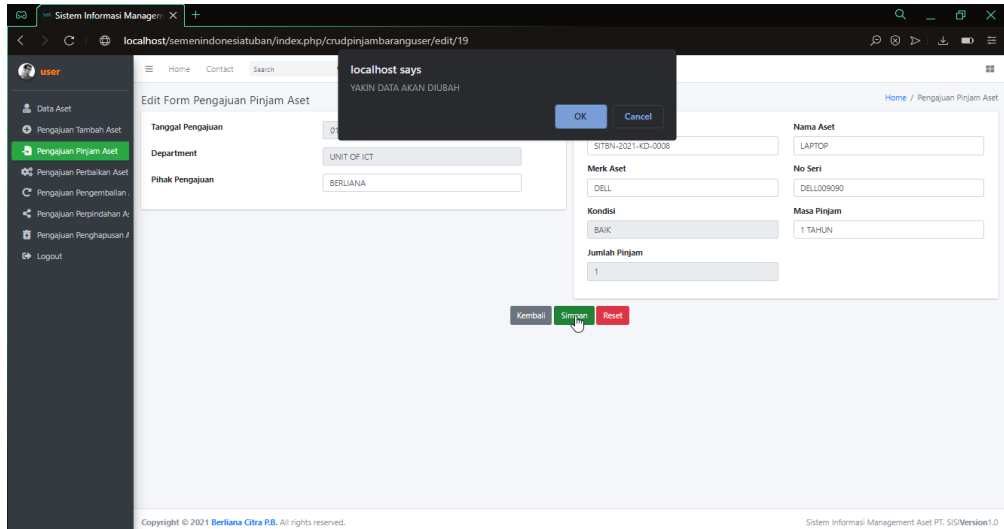 Sistem Informasi Managem
localhost/semenindonesiatuban/index.php/crudpinjambaranguser/edit/19
user
Data Aset
Pengajuan Tambah Aset
Pengajuan Pinjam Aset
Pengajuan Perbaikan Aset
Pengajuan Pengembalian
Pengajuan Perpindahan A
Pengajuan Penghapusan
Logout
Home Contact Search
localhost says
YAKIN DATA AKAN DIUBAH
OK Cancel
Edit Form Pengajuan Pinjam Aset
Home / Pengajuan Pinjam Aset
Tanggal Pengajuan
01
Department
UNIT OF ICT
Pihak Pengajuan
BERLIANA
SITBN-2021-KD-0008
Nama Aset
LAPTOP
Merk Aset
DELL
No Seri
DELL009090
Kondisi
BAIK
Masa Pinjam
1 TAHUN
Jumlah Pinjam
1
Kembali Simpan Reset
Copyright © 2021 Berliana Citra P.B. All rights reserved.
Sistem Informasi Management Aset PT. SISIVersion1.0